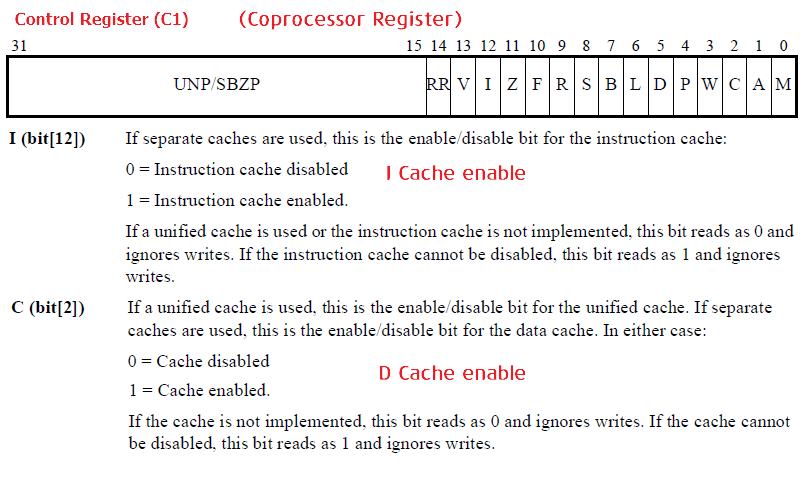 Control Register (C1) (Coprocessor Register)
31 15 14 13 12 11 10 9 8 7 6 5 4 3 2 1 0
UNP/SBZP RR V I Z F R S B L D P W C A M
I (bit[12]) If separate caches are used, this is the enable/disable bit for the instruction cache:
0 = Instruction cache disabled
I Cache enable
1 = Instruction cache enabled.
If a unified cache is used or the instruction cache is not implemented, this bit reads as 0 and
ignores writes. If the instruction cache cannot be disabled, this bit reads as 1 and ignores
writes.
C (bit[2]) If a unified cache is used, this is the enable/disable bit for the unified cache. If separate
caches are used, this is the enable/disable bit for the data cache. In either case:
0 = Cache disabled
D Cache enable
1 = Cache enabled.
If the cache is not implemented, this bit reads as 0 and ignores writes. If the cache cannot
be disabled, this bit reads as 1 and ignores writes.